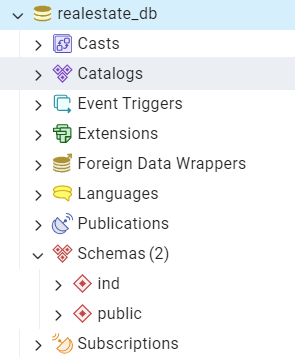 realestate_db
Casts
Catalogs
Event Triggers
Extensions
Foreign Data Wrappers
Languages
Publications
Schemas (2)
ind
public
Subscriptions